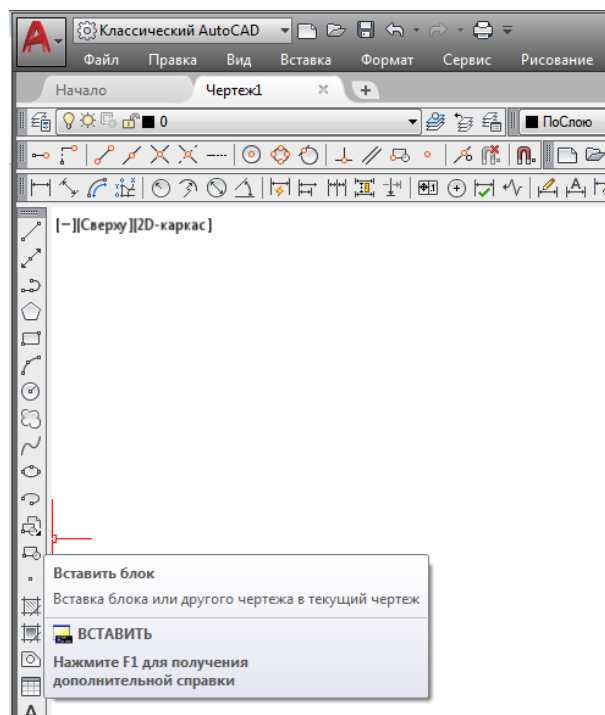 Классический AutoCAD
Файл Правка Вид Вставка Формат Сервис Рисование
Начало Чертеж1
0 ПоСлою
[−][Сверху][2D-каркас]
Вставить блок
Вставка блока или другого чертежа в текущий чертеж
ВСТАВИТЬ
Нажмите F1 для получения
дополнительной справки